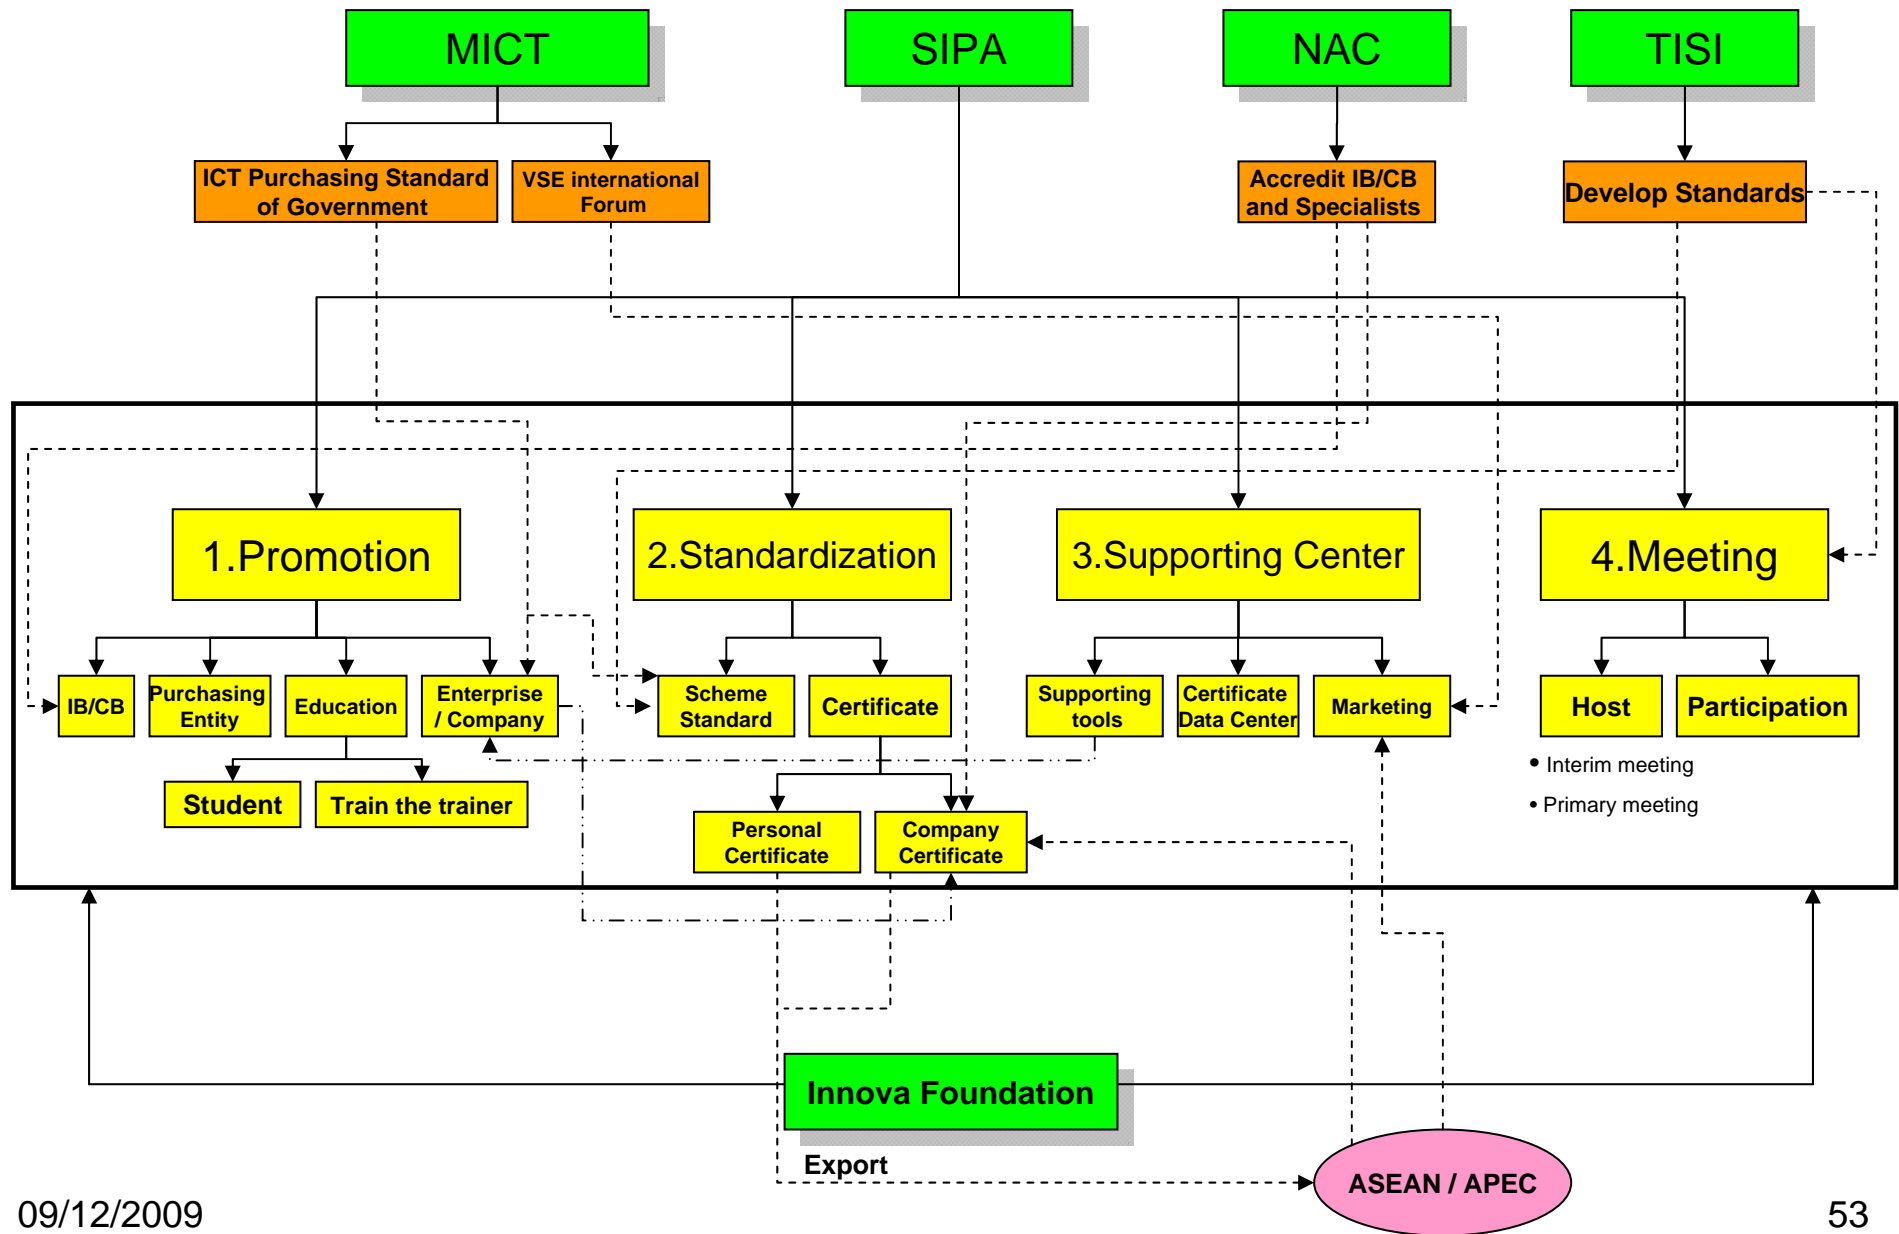 MICT
SIPA
NAC
TISI
ICT Purchasing Standard
of Government
VSE international
Forum
Accredit IB/CB
and Specialists
Develop Standards
1.Promotion
2.Standardization
3.Supporting Center
4.Meeting
IB/CB
Purchasing
Entity
Education
Enterprise
/ Company
Scheme
Standard
Certificate
Supporting
tools
Certificate
Data Center
Marketing
Host
Participation
• Interim meeting
• Primary meeting
Student
Train the trainer
Personal
Certificate
Company
Certificate
Innova Foundation
Export
ASEAN / APEC
09/12/2009
53